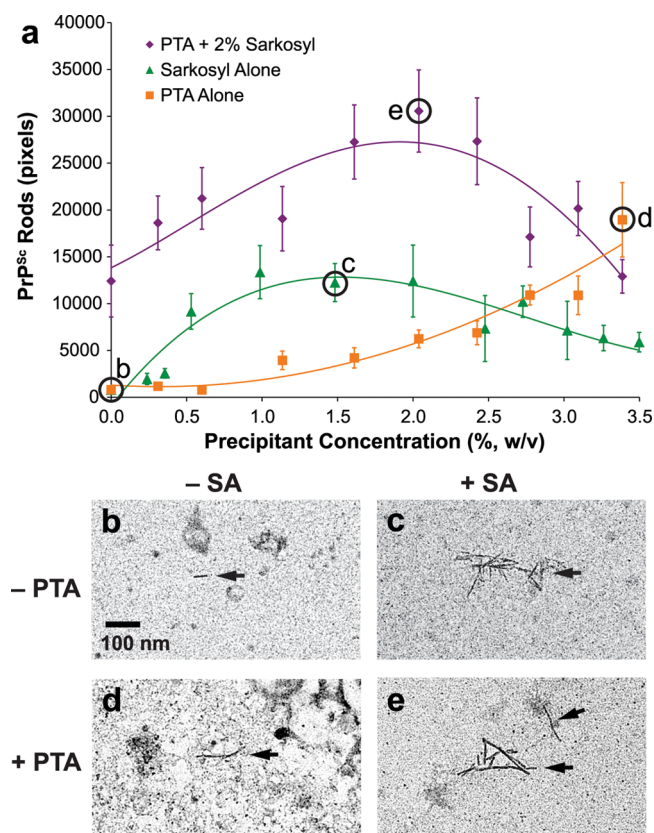 a
PTA + 2% Sarkosyl
Sarkosyl Alone
PTA Alone
PrPSc Rods (pixels)
40000
35000
30000
25000
20000
15000
10000
5000
0
b
c
d
e
0.0 0.5 1.0 1.5 2.0 2.5 3.0 3.5
Precipitant Concentration (%, w/v)
– SA + SA
– PTA
b
100 nm
c
+ PTA
d
e